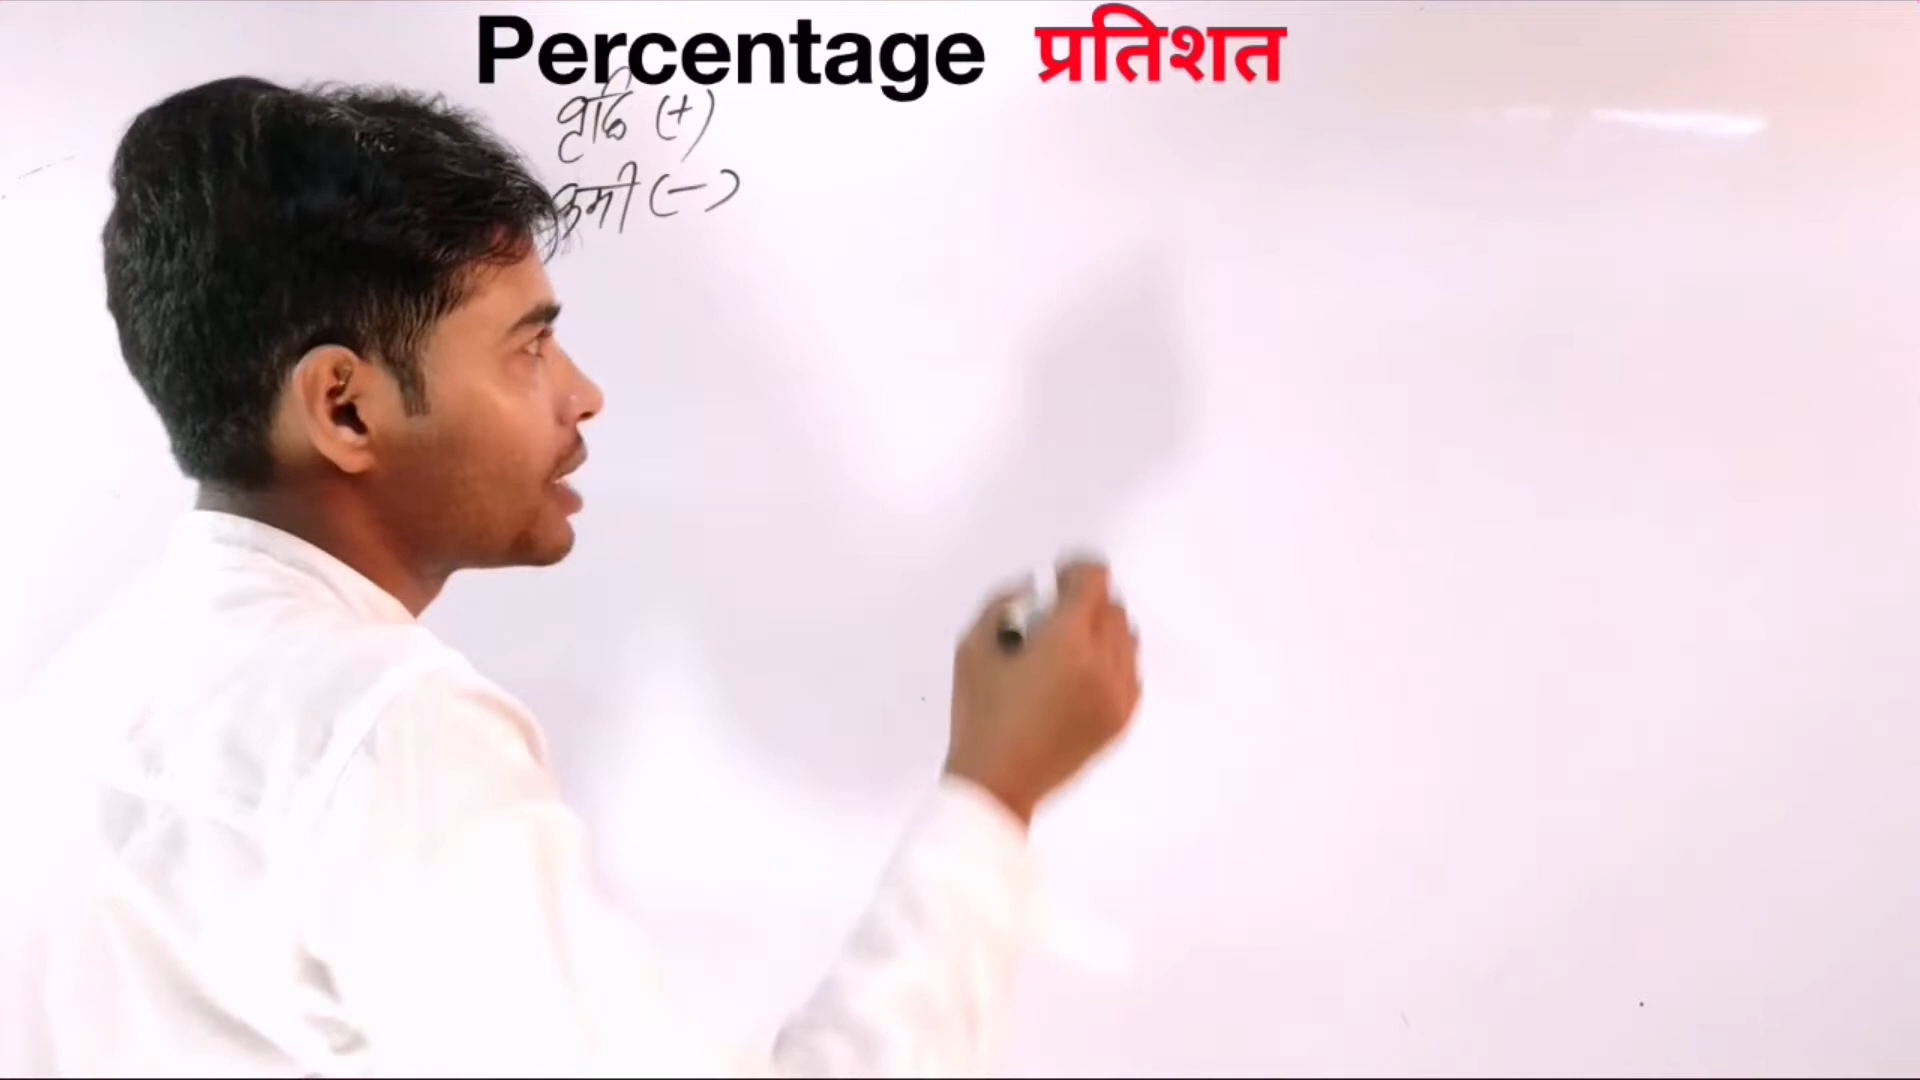 Percentage प्रतिशत
वृद्धि (+)
कमी (-)